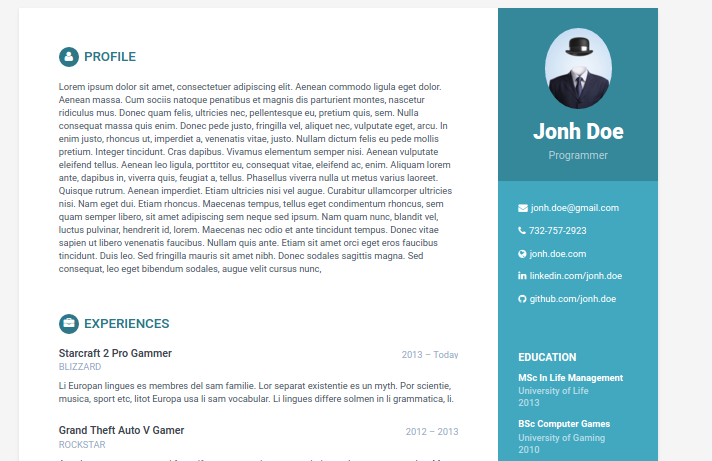 PROFILE
Lorem ipsum dolor sit amet, consectetuer adipiscing elit. Aenean commodo ligula eget dolor.
Aenean massa. Cum sociis natoque penatibus et magnis dis parturient montes, nascetur
ridiculus mus. Donec quam felis, ultricies nec, pellentesque eu, pretium quis, sem. Nulla
consequat massa quis enim. Donec pede justo, fringilla vel, aliquet nec, vulputate eget, arcu. In
enim justo, rhoncus ut, imperdiet a, venenatis vitae, justo. Nullam dictum felis eu pede mollis
pretium. Integer tincidunt. Cras dapibus. Vivamus elementum semper nisi. Aenean vulputate
eleifend tellus. Aenean leo ligula, porttitor eu, consequat vitae, eleifend ac, enim. Aliquam lorem
ante, dapibus in, viverra quis, feugiat a, tellus. Phasellus viverra nulla ut metus varius laoreet.
Quisque rutrum. Aenean imperdiet. Etiam ultricies nisi vel augue. Curabitur ullamcorper ultricies
nisi. Nam eget dui. Etiam rhoncus. Maecenas tempus, tellus eget condimentum rhoncus, sem
quam semper libero, sit amet adipiscing sem neque sed ipsum. Nam quam nunc, blandit vel,
luctus pulvinar, hendrerit id, lorem. Maecenas nec odio et ante tincidunt tempus. Donec vitae
sapien ut libero venenatis faucibus. Nullam quis ante. Etiam sit amet orci eget eros faucibus
tincidunt. Duis leo. Sed fringilla mauris sit amet nibh. Donec sodales sagittis magna. Sed
consequat, leo eget bibendum sodales, augue velit cursus nunc,
EXPERIENCES
Starcraft 2 Pro Gammer
2013 – Today
BLIZZARD
Li Europan lingues es membres del sam familie. Lor separat existentie es un myth. Por scientie,
musica, sport etc, litot Europa usa li sam vocabular. Li lingues differe solmen in li grammatica, li.
Grand Theft Auto V Gamer
2012 – 2013
ROCKSTAR
Jonh Doe
Programmer
jonh.doe@gmail.com
732-757-2923
jonh.doe.com
linkedin.com/jonh.doe
github.com/jonh.doe
EDUCATION
MSc In Life Management
University of Life
2013
BSc Computer Games
University of Gaming
2010